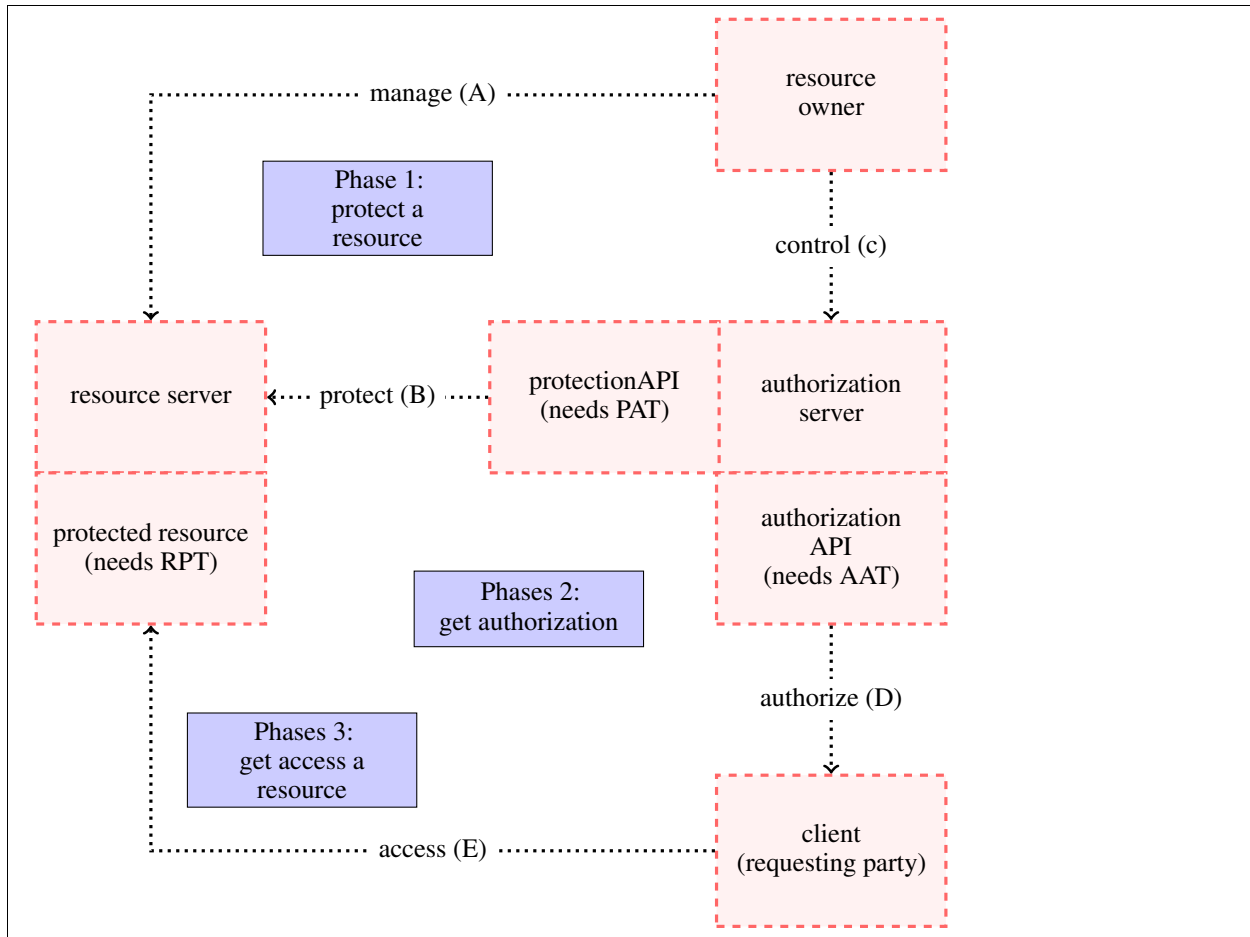 resource
owner
manage (A)
Phase 1:
protect a
resource
control (c)
resource server
protect (B)
protectionAPI
(needs PAT)
authorization
server
protected resource
(needs RPT)
authorization
API
(needs AAT)
Phases 2:
get authorization
authorize (D)
Phases 3:
get access a
resource
access (E)
client
(requesting party)